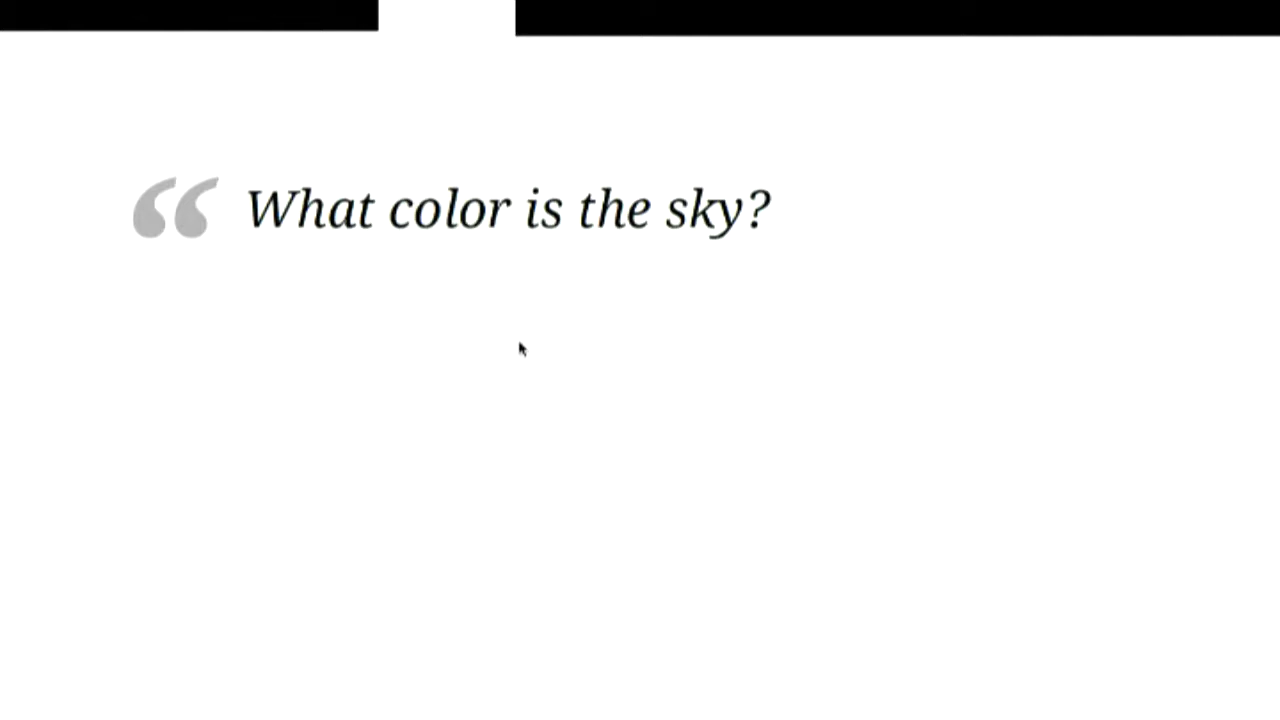 “ What color is the sky?